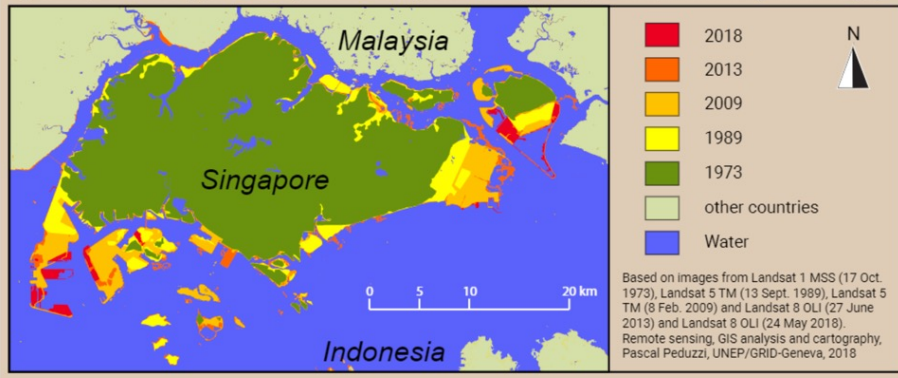 Malaysia
Singapore
Indonesia
0 5 10 20 km
N
2018
2013
2009
1989
1973
other countries
Water
Based on images from Landsat 1 MSS (17 Oct.
1973), Landsat 5 TM (13 Sept. 1989), Landsat 5
TM (8 Feb. 2009) and Landsat 8 OLI (27 June
2013) and Landsat 8 OLI (24 May 2018).
Remote sensing, GIS analysis and cartography,
Pascal Peduzzi, UNEP/GRID-Geneva, 2018